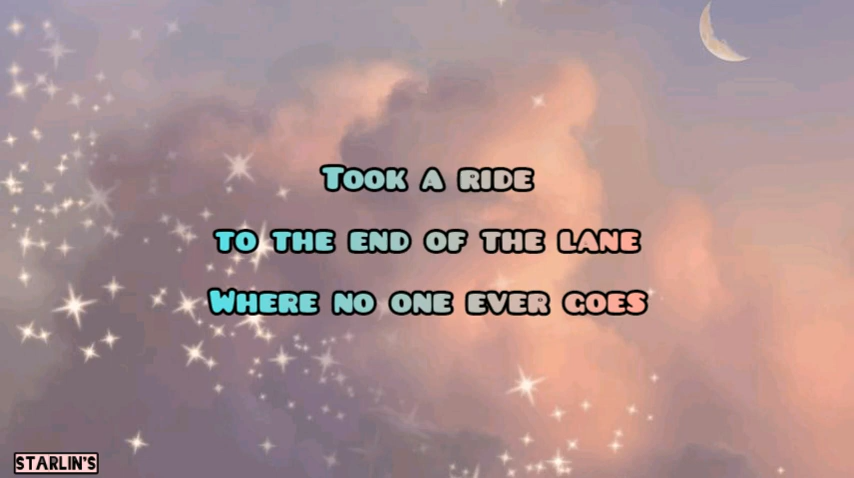 Took a ride
to the end of the lane
Where no one ever goes
STARLIN'S